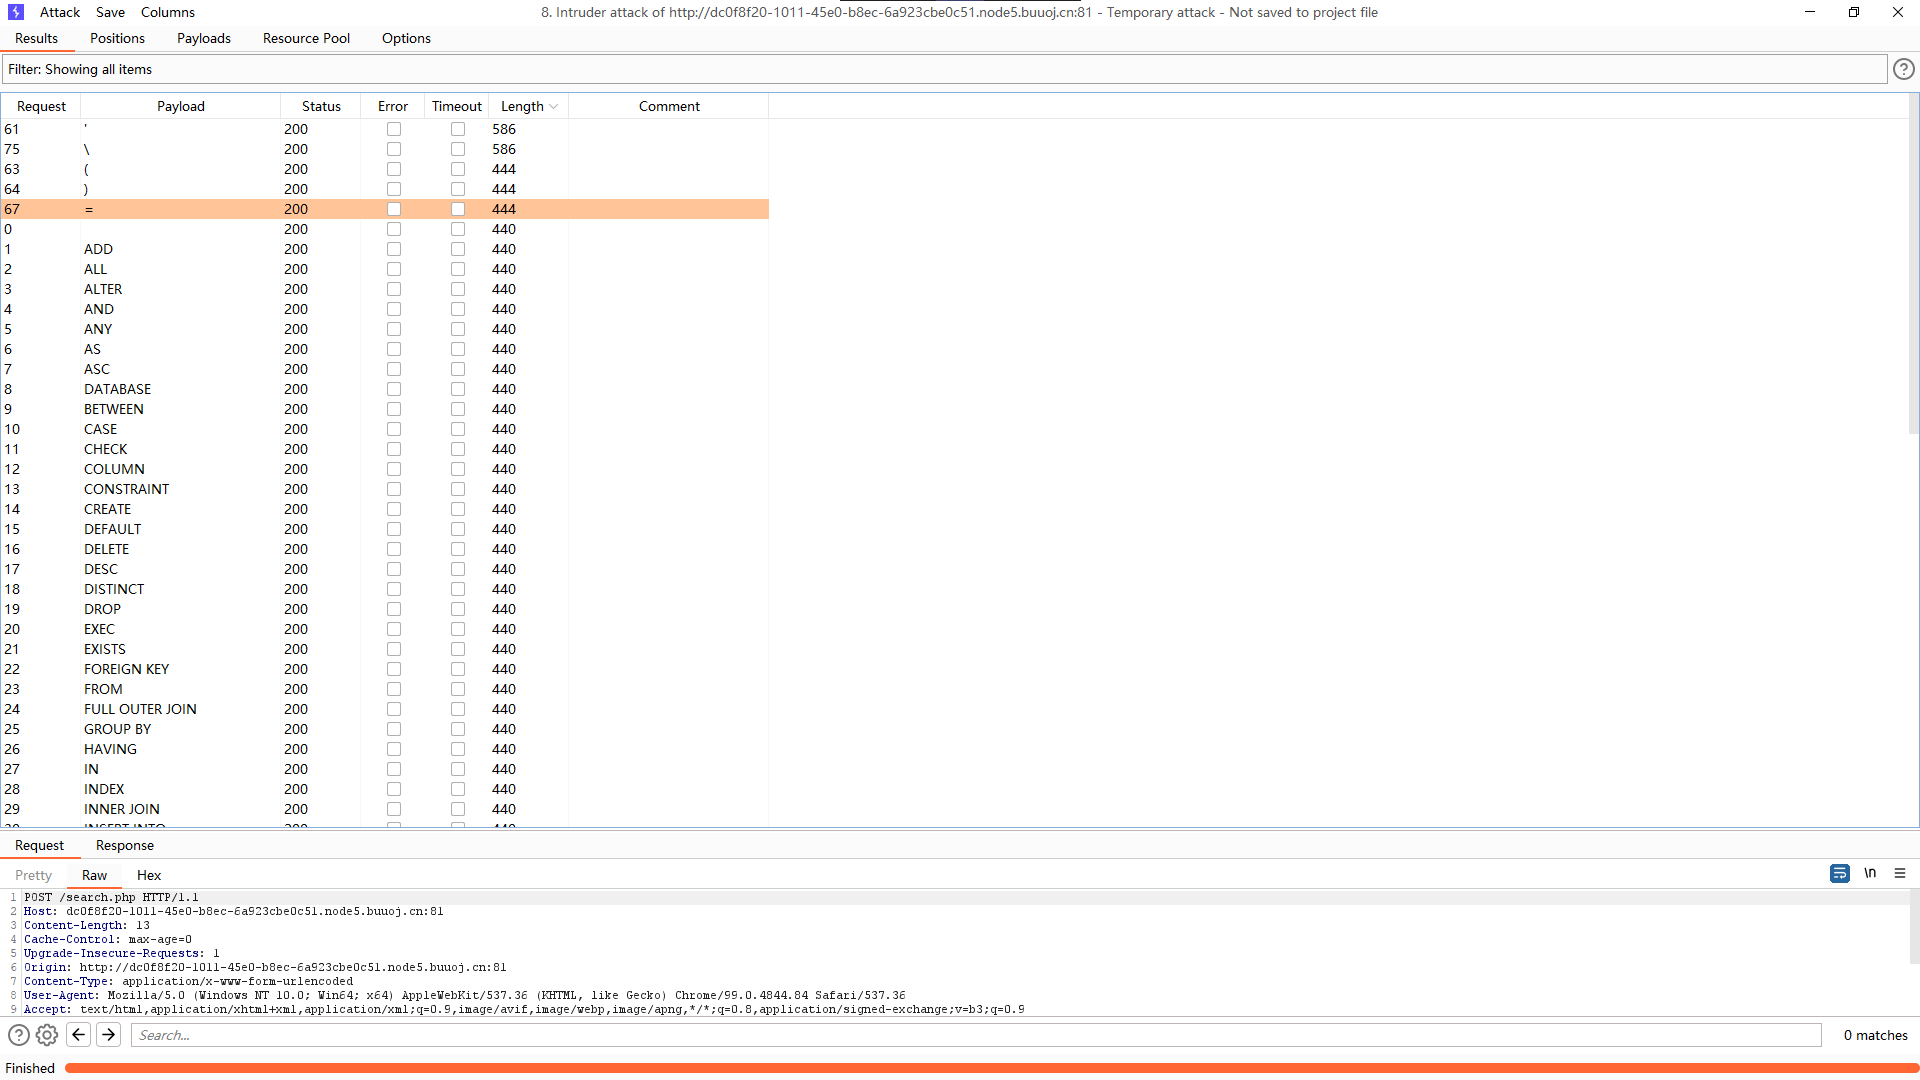 Attack Save Columns 8. Intruder attack of http://dc0f8f20-1011-45e0-b8ec-6a923cbe0c51.node5.buuoj.cn:81 - Temporary attack - Not saved to project file
Results Positions Payloads Resource Pool Options
Filter: Showing all items
Request Payload Status Error Timeout Length Comment
61 ' 200 586
75 \ 200 586
63 ( 200 444
64 ) 200 444
67 = 200 444
0 200 440
1 ADD 200 440
2 ALL 200 440
3 ALTER 200 440
4 AND 200 440
5 ANY 200 440
6 AS 200 440
7 ASC 200 440
8 DATABASE 200 440
9 BETWEEN 200 440
10 CASE 200 440
11 CHECK 200 440
12 COLUMN 200 440
13 CONSTRAINT 200 440
14 CREATE 200 440
15 DEFAULT 200 440
16 DELETE 200 440
17 DESC 200 440
18 DISTINCT 200 440
19 DROP 200 440
20 EXEC 200 440
21 EXISTS 200 440
22 FOREIGN KEY 200 440
23 FROM 200 440
24 FULL OUTER JOIN 200 440
25 GROUP BY 200 440
26 HAVING 200 440
27 IN 200 440
28 INDEX 200 440
29 INNER JOIN 200 440
Request Response
Pretty Raw Hex \n
1 POST /search.php HTTP/1.1
2 Host: dc0f8f20-1011-45e0-b8ec-6a923cbe0c51.node5.buuoj.cn:81
3 Content-Length: 13
4 Cache-Control: max-age=0
5 Upgrade-Insecure-Requests: 1
6 Origin: http://dc0f8f20-1011-45e0-b8ec-6a923cbe0c51.node5.buuoj.cn:81
7 Content-Type: application/x-www-form-urlencoded
8 User-Agent: Mozilla/5.0 (Windows NT 10.0; Win64; x64) AppleWebKit/537.36 (KHTML, like Gecko) Chrome/99.0.4844.84 Safari/537.36
9 Accept: text/html,application/xhtml+xml,application/xml;q=0.9,image/avif,image/webp,image/apng,*/*;q=0.8,application/signed-exchange;v=b3;q=0.9
Search... 0 matches
Finished